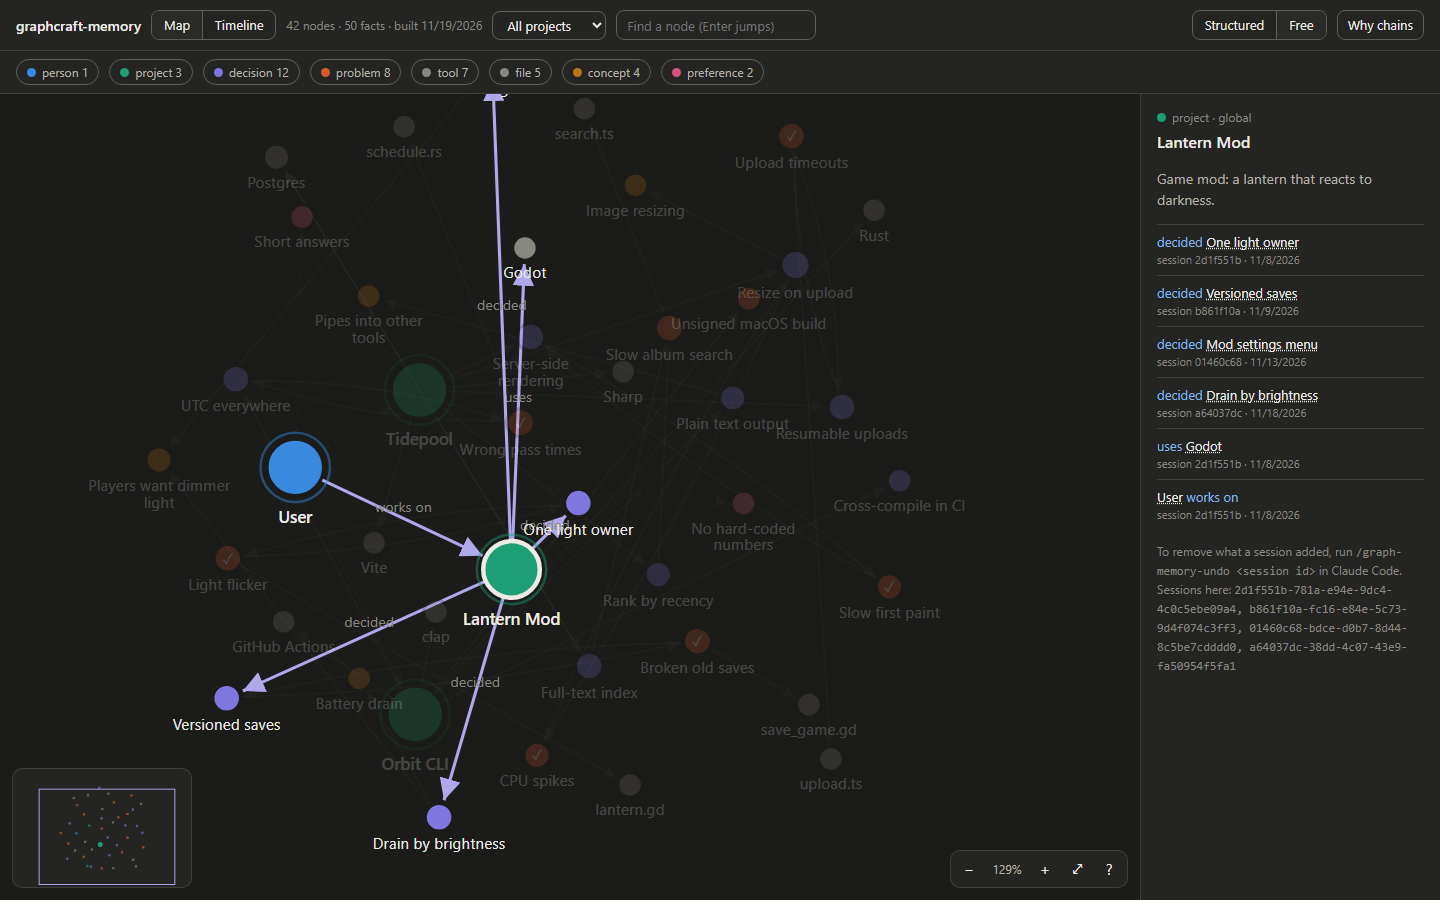 graphcraft-memory Map Timeline 42 nodes · 50 facts · built 11/19/2026 All projects Find a node (Enter jumps) Structured Free Why chains
person 1 project 3 decision 12 problem 8 tool 7 file 5 concept 4 preference 2
search.ts
schedule.rs
Upload timeouts
Postgres
Image resizing
Short answers
Rust
Godot
Resize on upload
decided
Pipes into other
tools
Unsigned macOS build
Slow album search
Server-side
rendering
uses
Sharp
UTC everywhere
Plain text output
Resumable uploads
Tidepool
Wrong pass times
Players want dimmer
light
works on
Cross-compile in CI
User
decided
One light owner
No hard-coded
numbers
Vite
Light flicker
Rank by recency
Slow first paint
Lantern Mod
decided
clap
GitHub Actions
Broken old saves
decided
Full-text index
Battery drain
Versioned saves
save_game.gd
Orbit CLI
CPU spikes
upload.ts
lantern.gd
Drain by brightness
− 129% + ⤢ ?
project · global
Lantern Mod
Game mod: a lantern that reacts to
darkness.
decided One light owner
session 2d1f551b · 11/8/2026
decided Versioned saves
session b861f10a · 11/9/2026
decided Mod settings menu
session 01460c68 · 11/13/2026
decided Drain by brightness
session a64037dc · 11/18/2026
uses Godot
session 2d1f551b · 11/8/2026
User works on
session 2d1f551b · 11/8/2026
To remove what a session added, run /graph-
memory-undo <session id> in Claude Code.
Sessions here: 2d1f551b-781a-e94e-9dc4-
4c0c5ebe09a4, b861f10a-fc16-e84e-5c73-
9d4f074c3ff3, 01460c68-bdce-d0b7-8d44-
8c5be7cdddd0, a64037dc-38dd-4c07-43e9-
fa50954f5fa1